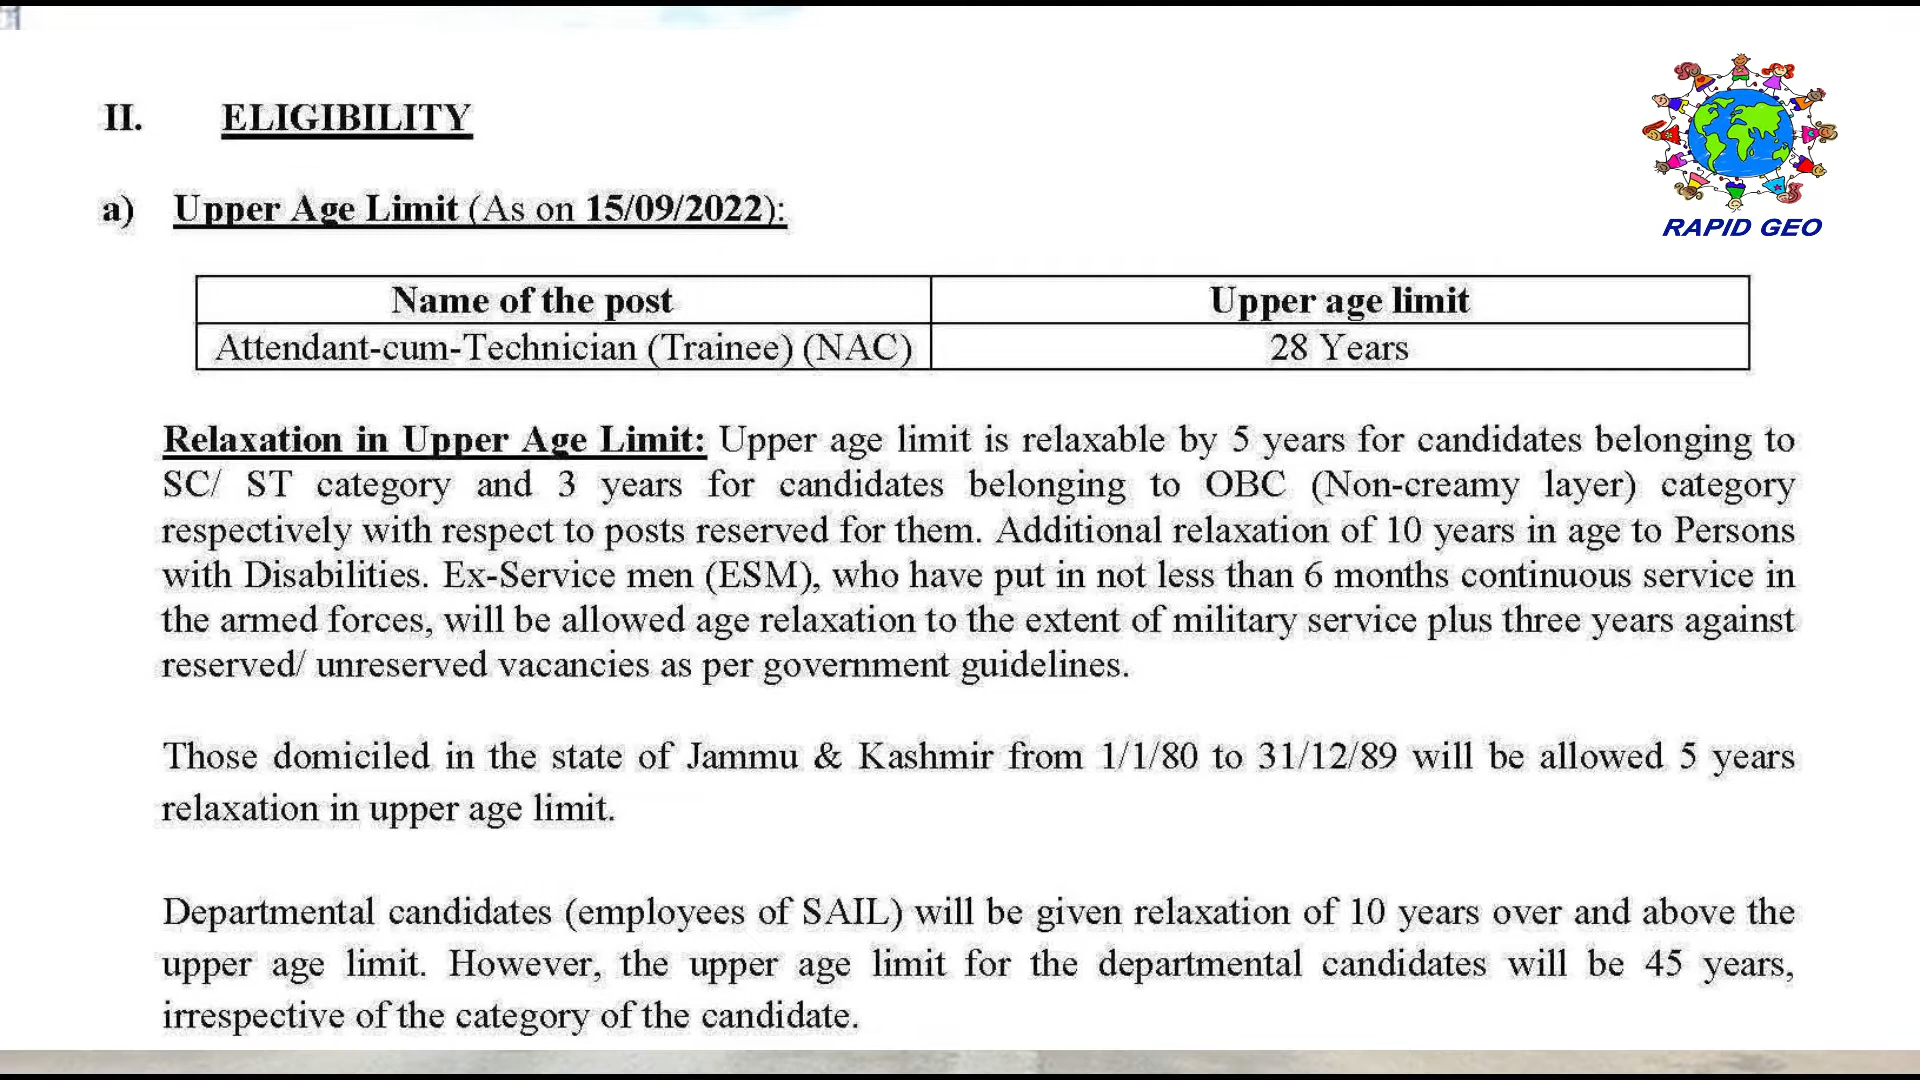 II. ELIGIBILITY
RAPID GEO
a) Upper Age Limit (As on 15/09/2022):
Name of the post Upper age limit
Attendant-cum-Technician (Trainee) (NAC) 28 Years
Relaxation in Upper Age Limit: Upper age limit is relaxable by 5 years for candidates belonging to
SC/ ST category and 3 years for candidates belonging to OBC (Non-creamy layer) category
respectively with respect to posts reserved for them. Additional relaxation of 10 years in age to Persons
with Disabilities. Ex-Service men (ESM), who have put in not less than 6 months continuous service in
the armed forces, will be allowed age relaxation to the extent of military service plus three years against
reserved/ unreserved vacancies as per government guidelines.
Those domiciled in the state of Jammu & Kashmir from 1/1/80 to 31/12/89 will be allowed 5 years
relaxation in upper age limit.
Departmental candidates (employees of SAIL) will be given relaxation of 10 years over and above the
upper age limit. However, the upper age limit for the departmental candidates will be 45 years,
irrespective of the category of the candidate.